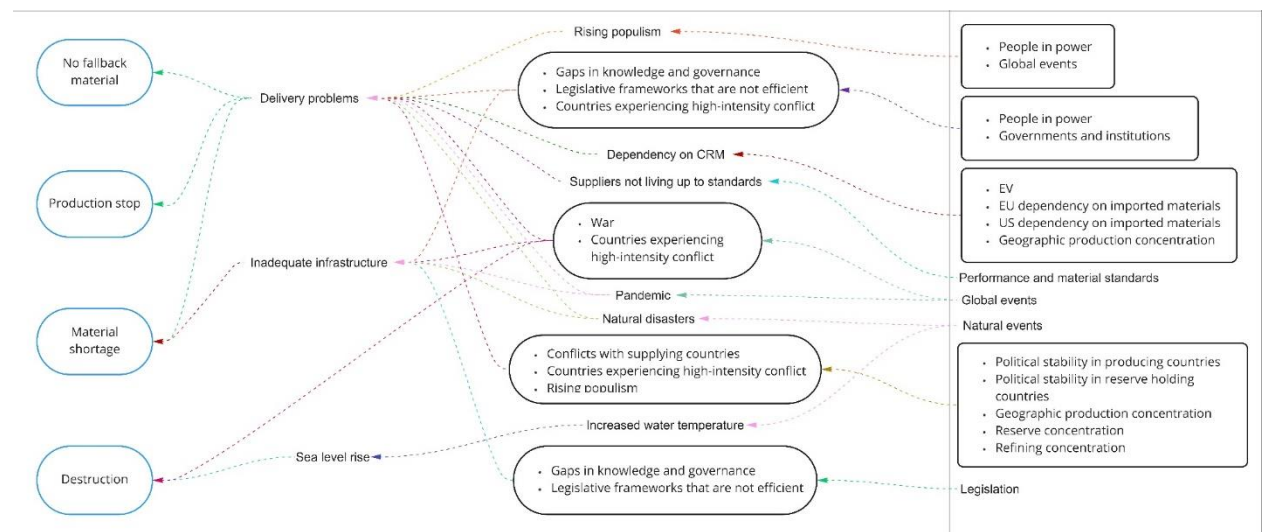 No fallback
material
Production stop
Material
shortage
Destruction
Delivery problems
Inadequate infrastructure
Sea level rise
Rising populism
• Gaps in knowledge and governance
• Legislative frameworks that are not efficient
• Countries experiencing high-intensity conflict
Dependency on CRM
Suppliers not living up to standards
• War
• Countries experiencing
high-intensity conflict
Pandemic
Natural disasters
• Conflicts with supplying countries
• Countries experiencing high-intensity conflict
• Rising populism
Increased water temperature
• Gaps in knowledge and governance
• Legislative frameworks that are not efficient
• People in power
• Global events
• People in power
• Governments and institutions
• EV
• EU dependency on imported materials
• US dependency on imported materials
• Geographic production concentration
Performance and material standards
Global events
Natural events
• Political stability in producing countries
• Political stability in reserve holding
countries
• Geographic production concentration
• Reserve concentration
• Refining concentration
Legislation